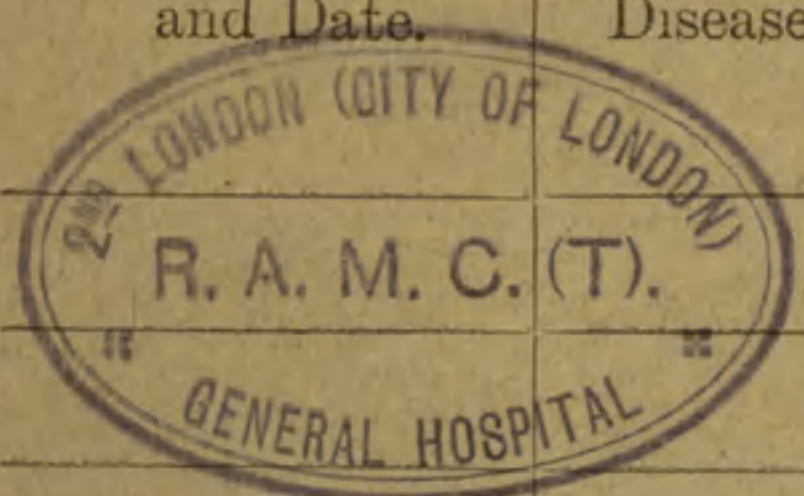 and Date. Disease
2ND LONDON (CITY OF LONDON)
R. A. M. C. (T).
GENERAL HOSPITAL